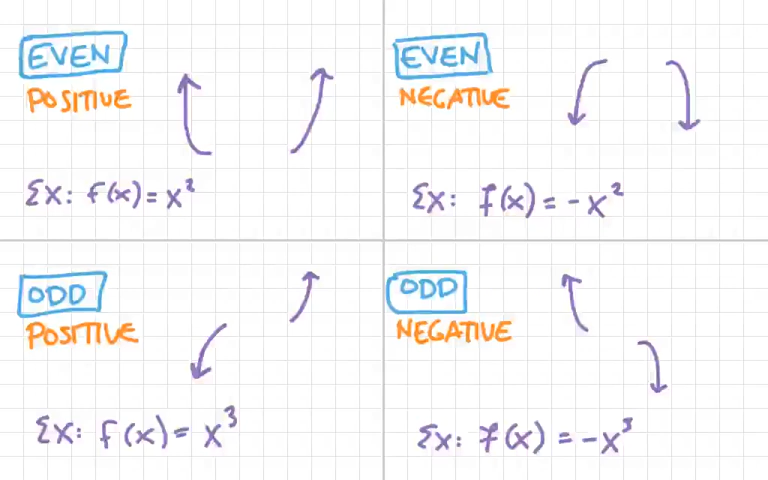 EVEN
POSITIVE
Ex: f(x) = x²
EVEN
NEGATIVE
Ex: f(x) = -x²
ODD
POSITIVE
Ex: f(x) = x³
ODD
NEGATIVE
Ex: f(x) = -x³